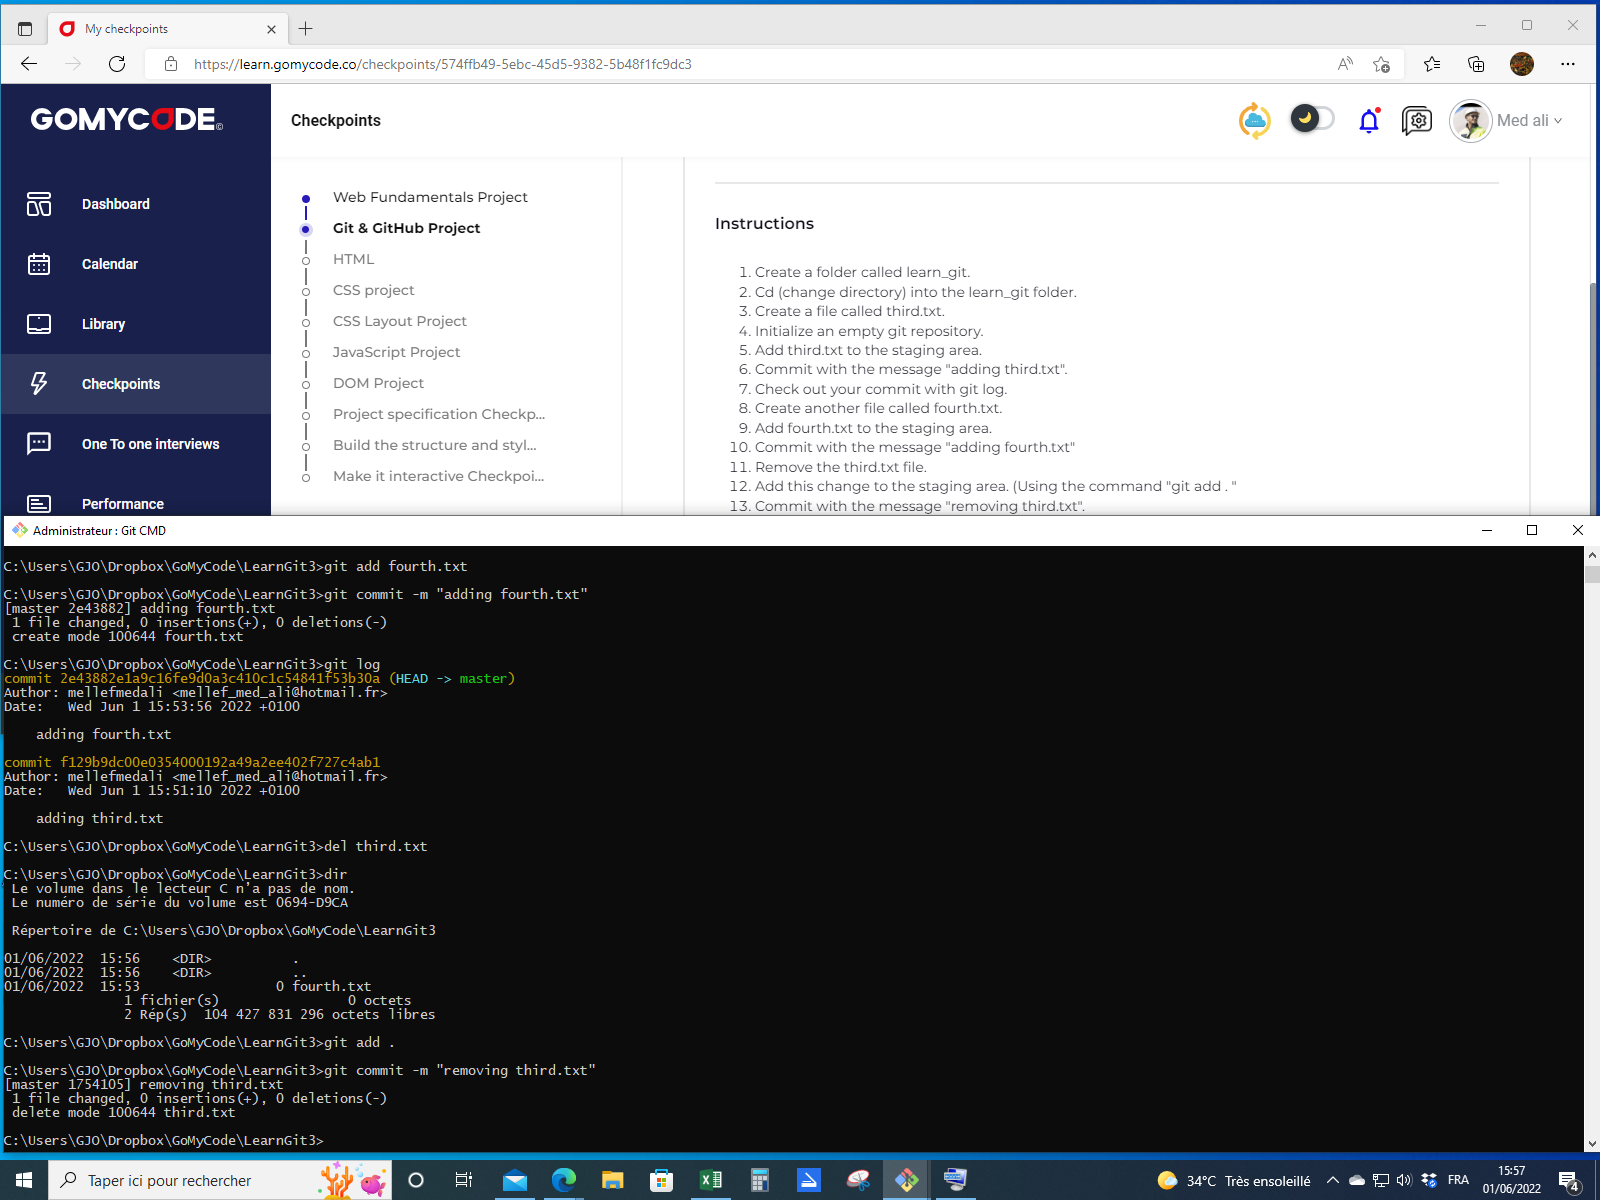 My checkpoints
https://learn.gomycode.co/checkpoints/574ffb49-5ebc-45d5-9382-5b48f1fc9dc3
GOMYCODE
Checkpoints
Med ali
Dashboard
Calendar
Library
Checkpoints
One To one interviews
Performance
Web Fundamentals Project
Git & GitHub Project
HTML
CSS project
CSS Layout Project
JavaScript Project
DOM Project
Project specification Checkp...
Build the structure and styl...
Make it interactive Checkpoi...
Instructions
1. Create a folder called learn_git.
2. Cd (change directory) into the learn_git folder.
3. Create a file called third.txt.
4. Initialize an empty git repository.
5. Add third.txt to the staging area.
6. Commit with the message "adding third.txt".
7. Check out your commit with git log.
8. Create another file called fourth.txt.
9. Add fourth.txt to the staging area.
10. Commit with the message "adding fourth.txt"
11. Remove the third.txt file.
12. Add this change to the staging area. (Using the command "git add . "
13. Commit with the message "removing third.txt".
Administrateur : Git CMD
C:\Users\GJO\Dropbox\GoMyCode\LearnGit3>git add fourth.txt
C:\Users\GJO\Dropbox\GoMyCode\LearnGit3>git commit -m "adding fourth.txt"
[master 2e43882] adding fourth.txt
1 file changed, 0 insertions(+), 0 deletions(-)
create mode 100644 fourth.txt
C:\Users\GJO\Dropbox\GoMyCode\LearnGit3>git log
commit 2e43882e1a9c16fe9d0a3c410c1c54841f53b30a (HEAD -> master)
Author: mellefmedali <mellef_med_ali@hotmail.fr>
Date:   Wed Jun 1 15:53:56 2022 +0100
adding fourth.txt
commit f129b9dc00e0354000192a49a2ee402f727c4ab1
Author: mellefmedali <mellef_med_ali@hotmail.fr>
Date:   Wed Jun 1 15:51:10 2022 +0100
adding third.txt
C:\Users\GJO\Dropbox\GoMyCode\LearnGit3>del third.txt
C:\Users\GJO\Dropbox\GoMyCode\LearnGit3>dir
Le volume dans le lecteur C n'a pas de nom.
Le numéro de série du volume est 0694-D9CA
Répertoire de C:\Users\GJO\Dropbox\GoMyCode\LearnGit3
01/06/2022  15:56    <DIR>          .
01/06/2022  15:56    <DIR>          ..
01/06/2022  15:53                 0 fourth.txt
1 fichier(s)                0 octets
2 Rép(s)  104 427 831 296 octets libres
C:\Users\GJO\Dropbox\GoMyCode\LearnGit3>git add .
C:\Users\GJO\Dropbox\GoMyCode\LearnGit3>git commit -m "removing third.txt"
[master 1754105] removing third.txt
1 file changed, 0 insertions(+), 0 deletions(-)
delete mode 100644 third.txt
C:\Users\GJO\Dropbox\GoMyCode\LearnGit3>
Taper ici pour rechercher
34°C Très ensoleillé
FRA
15:57
01/06/2022
4